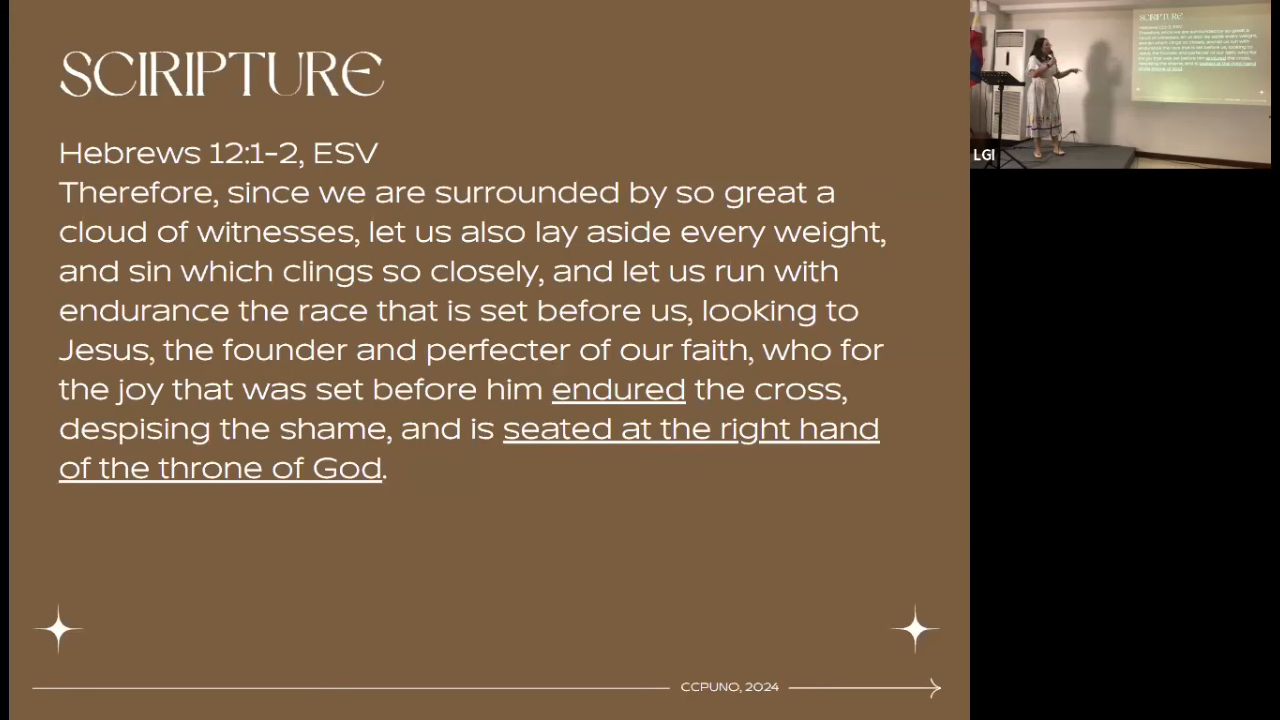 SCIRIPTURE
Hebrews 12:1-2, ESV
Therefore, since we are surrounded by so great a
cloud of witnesses, let us also lay aside every weight,
and sin which clings so closely, and let us run with
endurance the race that is set before us, looking to
Jesus, the founder and perfecter of our faith, who for
the joy that was set before him endured the cross,
despising the shame, and is seated at the right hand
of the throne of God.
CCPUNO, 2024
LGI